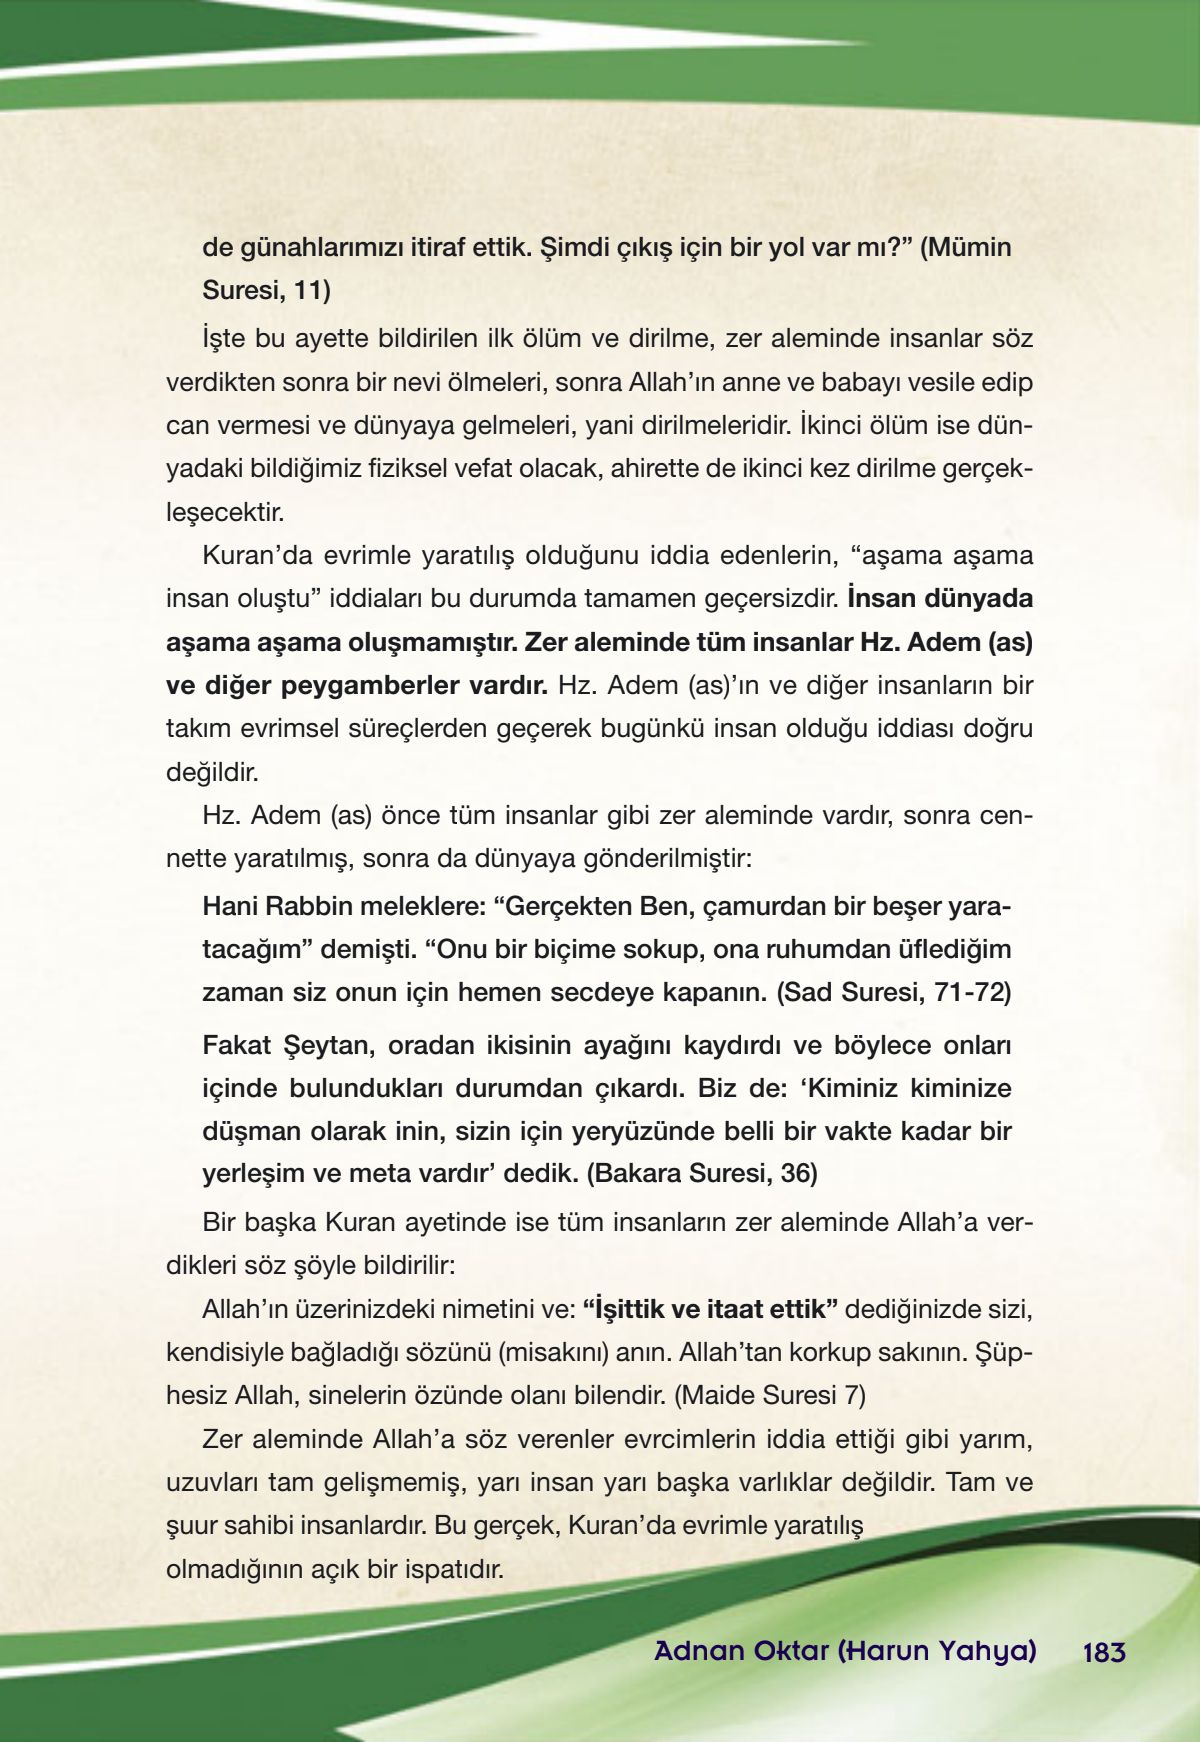 de günahlarımızı itiraf ettik. Şimdi çıkış için bir yol var mı?” (Mümin
Suresi, 11)
İşte bu ayette bildirilen ilk ölüm ve dirilme, zer aleminde insanlar söz
verdikten sonra bir nevi ölmeleri, sonra Allah’ın anne ve babayı vesile edip
can vermesi ve dünyaya gelmeleri, yani dirilmeleridir. İkinci ölüm ise dün-
yadaki bildiğimiz fiziksel vefat olacak, ahirette de ikinci kez dirilme gerçek-
leşecektir.
Kuran’da evrimle yaratılış olduğunu iddia edenlerin, “aşama aşama
insan oluştu” iddiaları bu durumda tamamen geçersizdir. İnsan dünyada
aşama aşama oluşmamıştır. Zer aleminde tüm insanlar Hz. Adem (as)
ve diğer peygamberler vardır. Hz. Adem (as)’ın ve diğer insanların bir
takım evrimsel süreçlerden geçerek bugünkü insan olduğu iddiası doğru
değildir.
Hz. Adem (as) önce tüm insanlar gibi zer aleminde vardır, sonra cen-
nette yaratılmış, sonra da dünyaya gönderilmiştir:
Hani Rabbin meleklere: “Gerçekten Ben, çamurdan bir beşer yara-
tacağım” demişti. “Onu bir biçime sokup, ona ruhumdan üflediğim
zaman siz onun için hemen secdeye kapanın. (Sad Suresi, 71-72)
Fakat Şeytan, oradan ikisinin ayağını kaydırdı ve böylece onları
içinde bulundukları durumdan çıkardı. Biz de: ‘Kiminiz kiminize
düşman olarak inin, sizin için yeryüzünde belli bir vakte kadar bir
yerleşim ve meta vardır’ dedik. (Bakara Suresi, 36)
Bir başka Kuran ayetinde ise tüm insanların zer aleminde Allah’a ver-
dikleri söz şöyle bildirilir:
Allah’ın üzerinizdeki nimetini ve: “İşittik ve itaat ettik” dediğinizde sizi,
kendisiyle bağladığı sözünü (misakını) anın. Allah’tan korkup sakının. Şüp-
hesiz Allah, sinelerin özünde olanı bilendir. (Maide Suresi 7)
Zer aleminde Allah’a söz verenler evrcimlerin iddia ettiği gibi yarım,
uzuvları tam gelişmemiş, yarı insan yarı başka varlıklar değildir. Tam ve
şuur sahibi insanlardır. Bu gerçek, Kuran’da evrimle yaratılış
olmadığının açık bir ispatıdır.
Adnan Oktar (Harun Yahya) 183